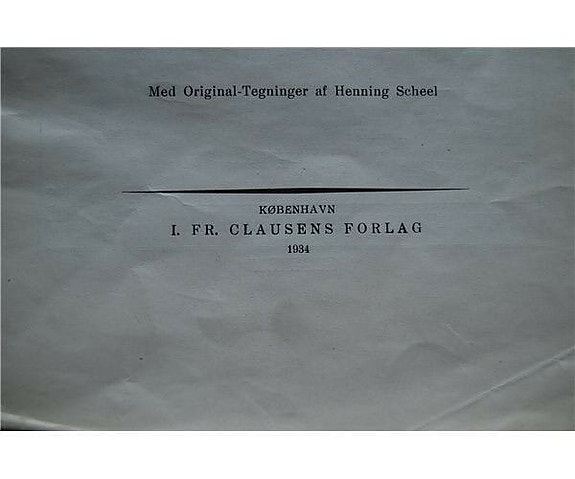 Med Original-Tegninger af Henning Scheel
KØBENHAVN
I. FR. CLAUSENS FORLAG
1934